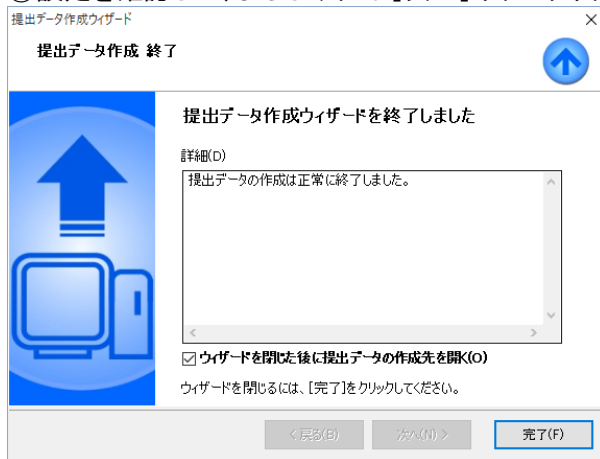 提出データ作成ウィザード
提出データ作成 終了
提出データ作成ウィザードを終了しました
詳細(D)
提出データの作成は正常に終了しました。
ウィザードを閉じた後に提出データの作成先を開く(O)
ウィザードを閉じるには、[完了]をクリックしてください。
< 戻る(B) 次へ(N) > 完了(F)